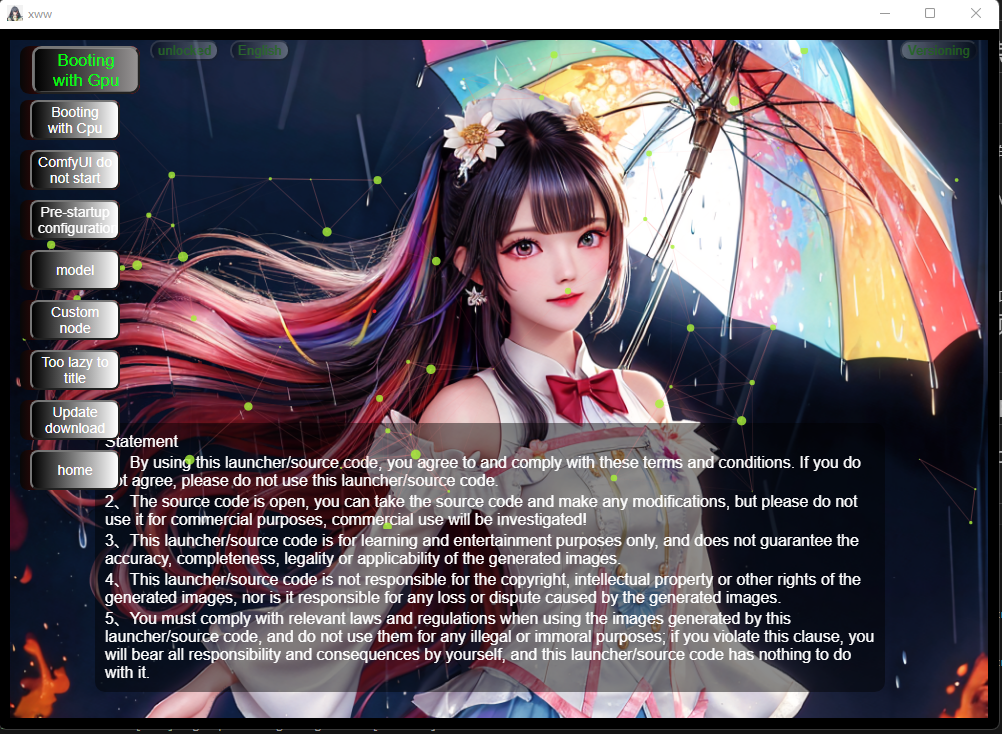 xww
unlocked
English
Versioning
Booting
with Gpu
Booting
with Cpu
ComfyUI do
not start
Pre-startup
configuration
model
Custom
node
Too lazy to
title
Update
download
home
Statement
By using this launcher/source code, you agree to and comply with these terms and conditions. If you do
not agree, please do not use this launcher/source code.
2、The source code is open, you can take the source code and make any modifications, but please do not
use it for commercial purposes, commercial use will be investigated!
3、This launcher/source code is for learning and entertainment purposes only, and does not guarantee the
accuracy, completeness, legality or applicability of the generated images.
4、This launcher/source code is not responsible for the copyright, intellectual property or other rights of the
generated images, nor is it responsible for any loss or dispute caused by the generated images.
5、You must comply with relevant laws and regulations when using the images generated by this
launcher/source code, and do not use them for any illegal or immoral purposes; if you violate this clause, you
will bear all responsibility and consequences by yourself, and this launcher/source code has nothing to do
with it.